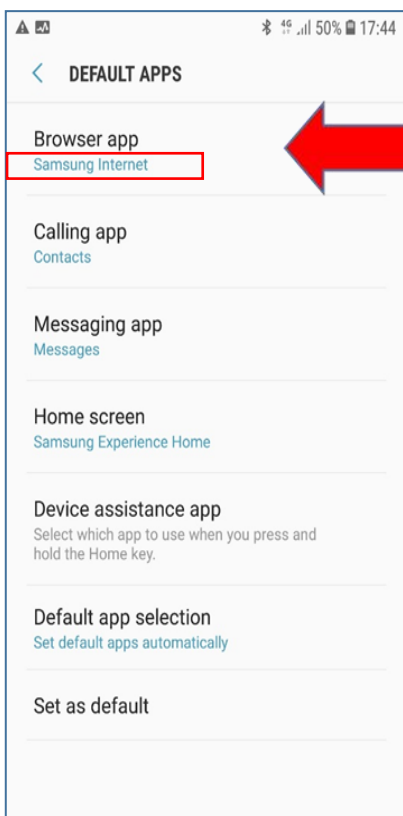 4G 50% 17:44
DEFAULT APPS
Browser app
Samsung Internet
Calling app
Contacts
Messaging app
Messages
Home screen
Samsung Experience Home
Device assistance app
Select which app to use when you press and
hold the Home key.
Default app selection
Set default apps automatically
Set as default